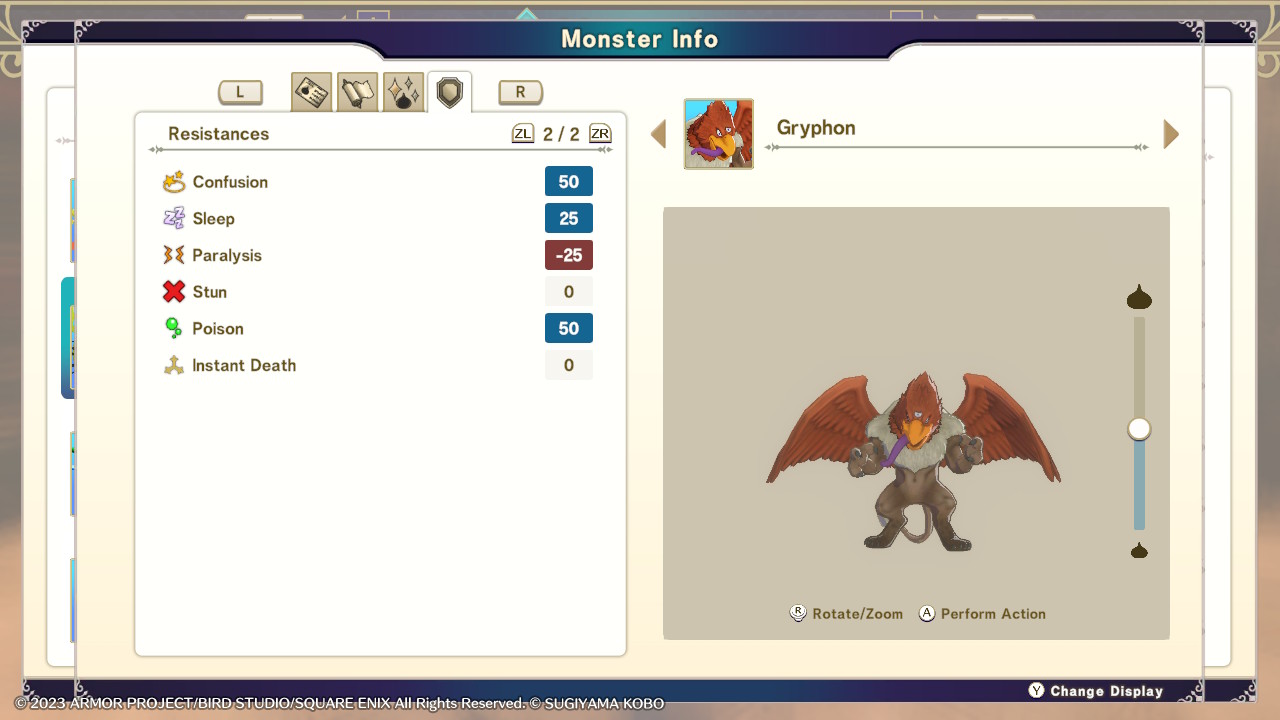 Monster Info
L
R
Resistances
ZL 2 / 2 ZR
Gryphon
Confusion 50
Sleep 25
Paralysis -25
Stun 0
Poison 50
Instant Death 0
R Rotate/Zoom A Perform Action
Y Change Display
© 2023 ARMOR PROJECT/BIRD STUDIO/SQUARE ENIX All Rights Reserved. © SUGIYAMA KOBO